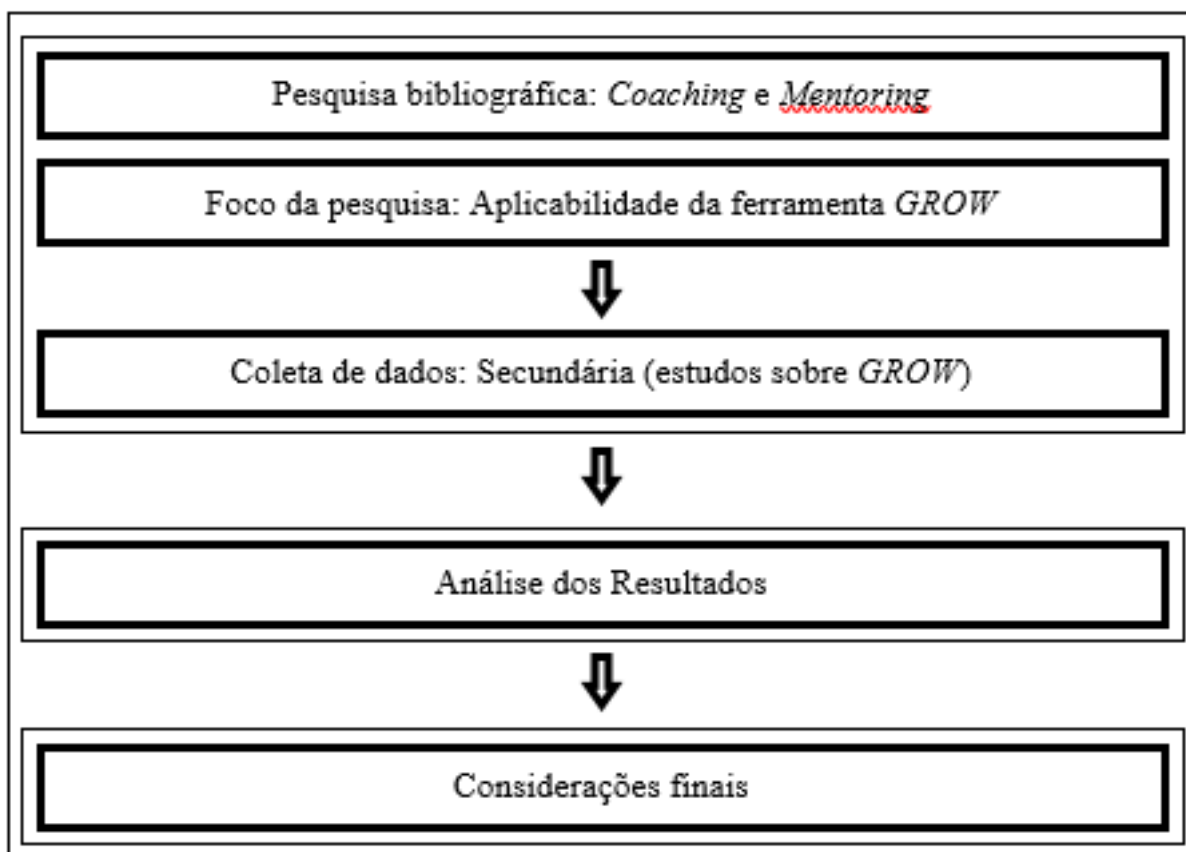 Pesquisa bibliográfica: Coaching e Mentoring
Foco da pesquisa: Aplicabilidade da ferramenta GROW
Coleta de dados: Secundária (estudos sobre GROW)
Análise dos Resultados
Considerações finais